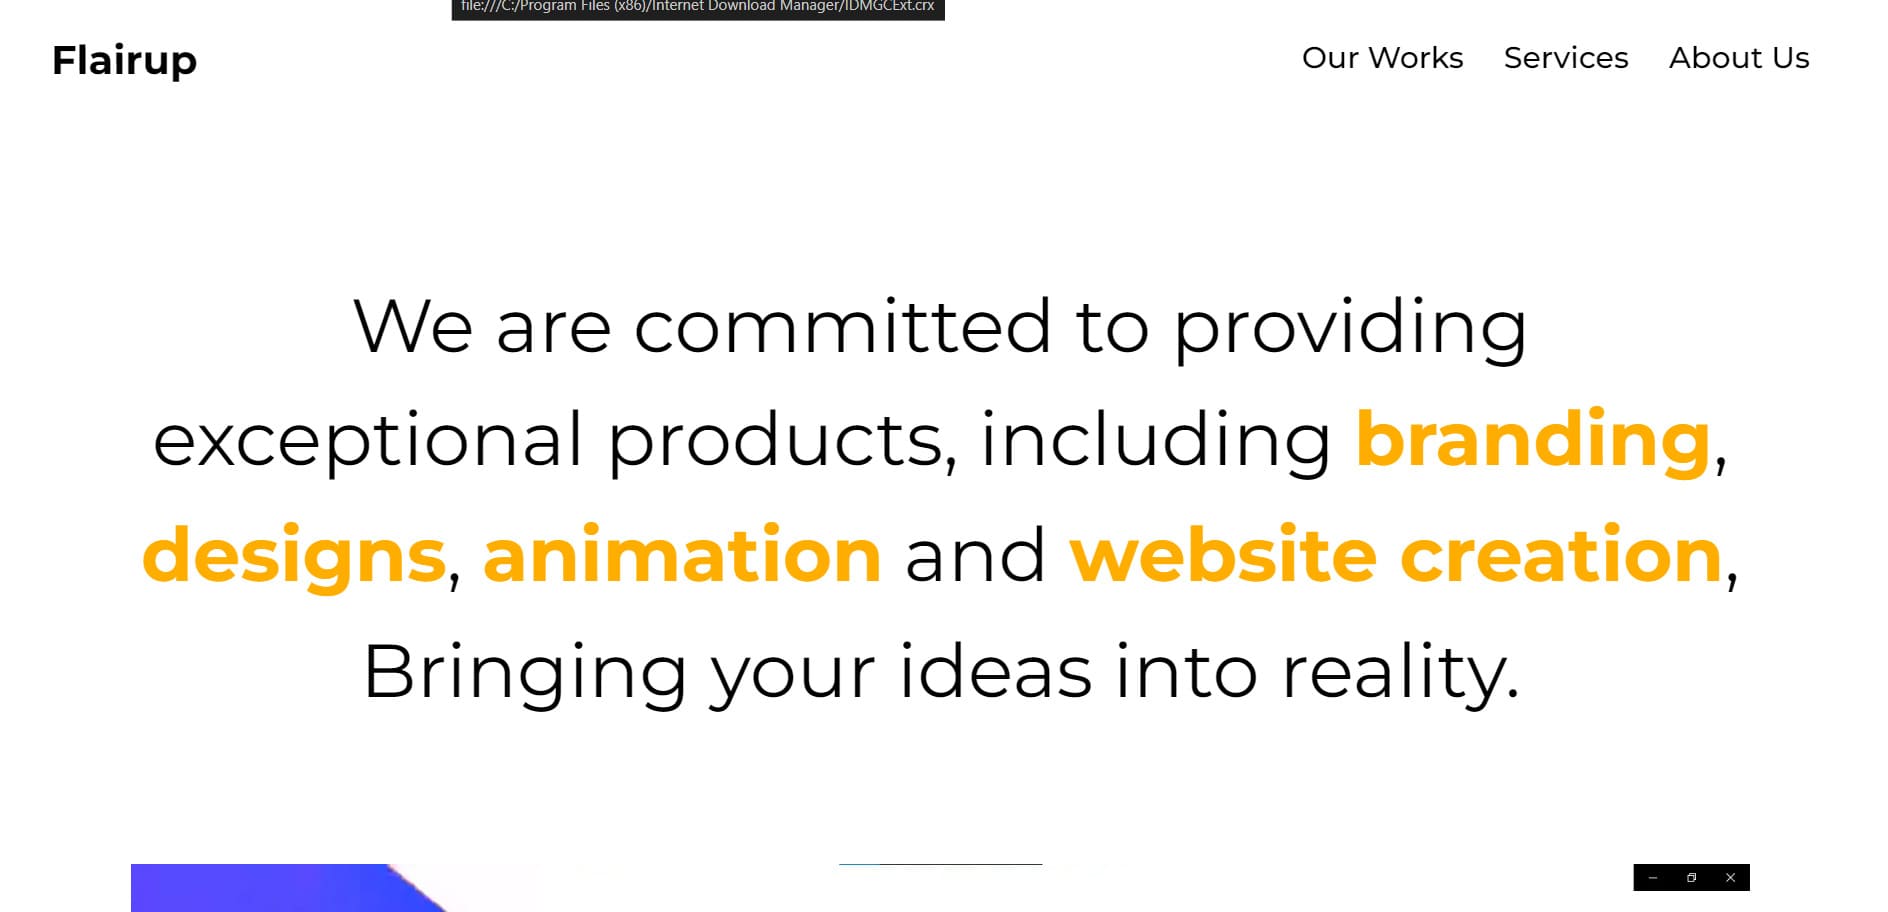 file:///C:/Program Files (x86)/Internet Download Manager/IDMGCExt.crx
Flairup
Our Works Services About Us
We are committed to providing
exceptional products, including branding,
designs, animation and website creation,
Bringing your ideas into reality.